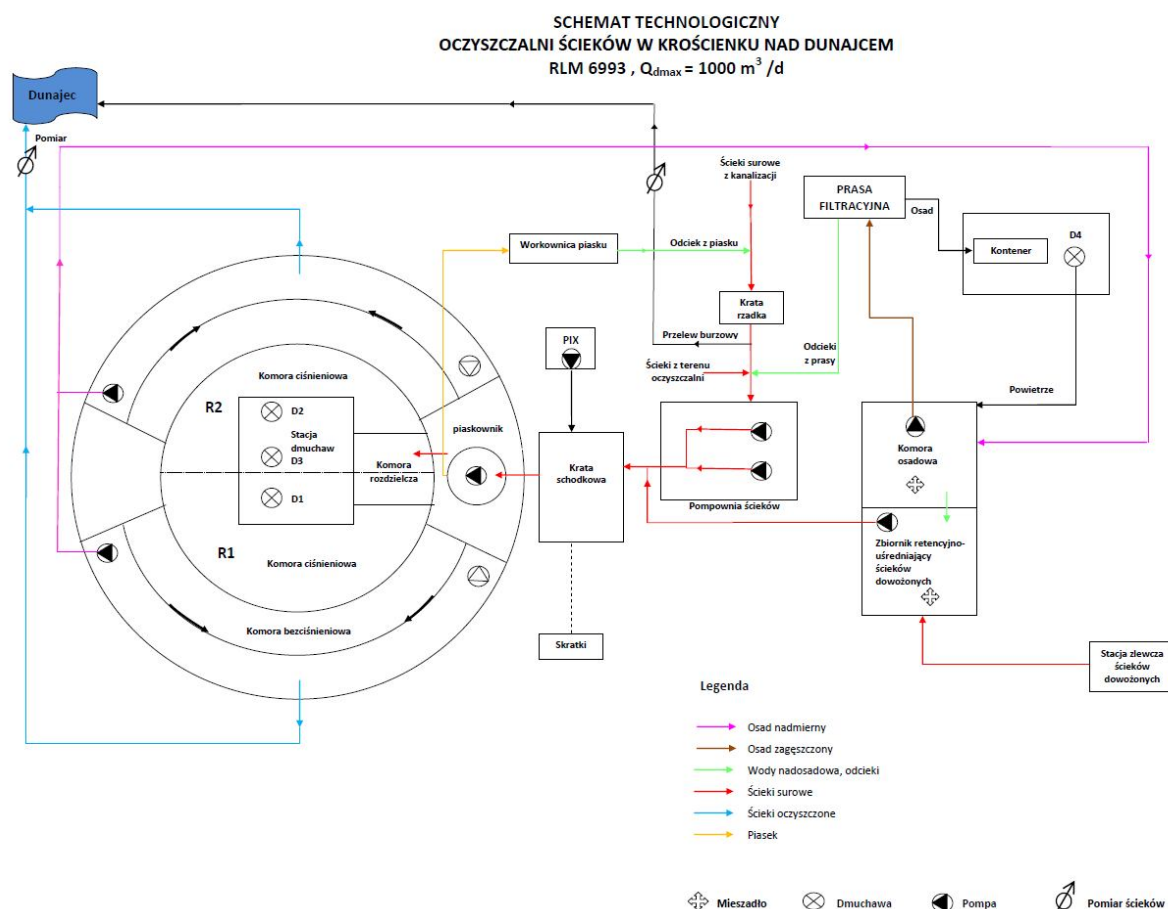 SCHEMAT TECHNOLOGICZNY
OCZYSZCZALNI ŚCIEKÓW W KROŚCIENKU NAD DUNAJCEM
RLM 6993 , Qdmax = 1000 m³ /d
Dunajec
Pomiar
Ścieki surowe
z kanalizacji
PRASA
FILTRACYJNA
Osad
Kontener
D4
Workownica piasku
Odciek z piasku
Krata
rzadka
Przelew burzowy
Odcieki
z prasy
Ścieki z terenu
oczyszczalni
PIX
Powietrze
Komora ciśnieniowa
R2
D2
Stacja
dmuchaw
D3
D1
Komora
rozdzielcza
piaskownik
Krata
schodkowa
Pompownia ścieków
Komora
osadowa
Zbiornik retencyjno-
uśredniający
ścieków
dowożonych
R1
Komora ciśnieniowa
Komora bezciśnieniowa
Skratki
Stacja zlewcza
ścieków
dowożonych
Legenda
Osad nadmierny
Osad zagęszczony
Wody nadosadowa, odcieki
Ścieki surowe
Ścieki oczyszczone
Piasek
Mieszadło
Dmuchawa
Pompa
Pomiar ścieków